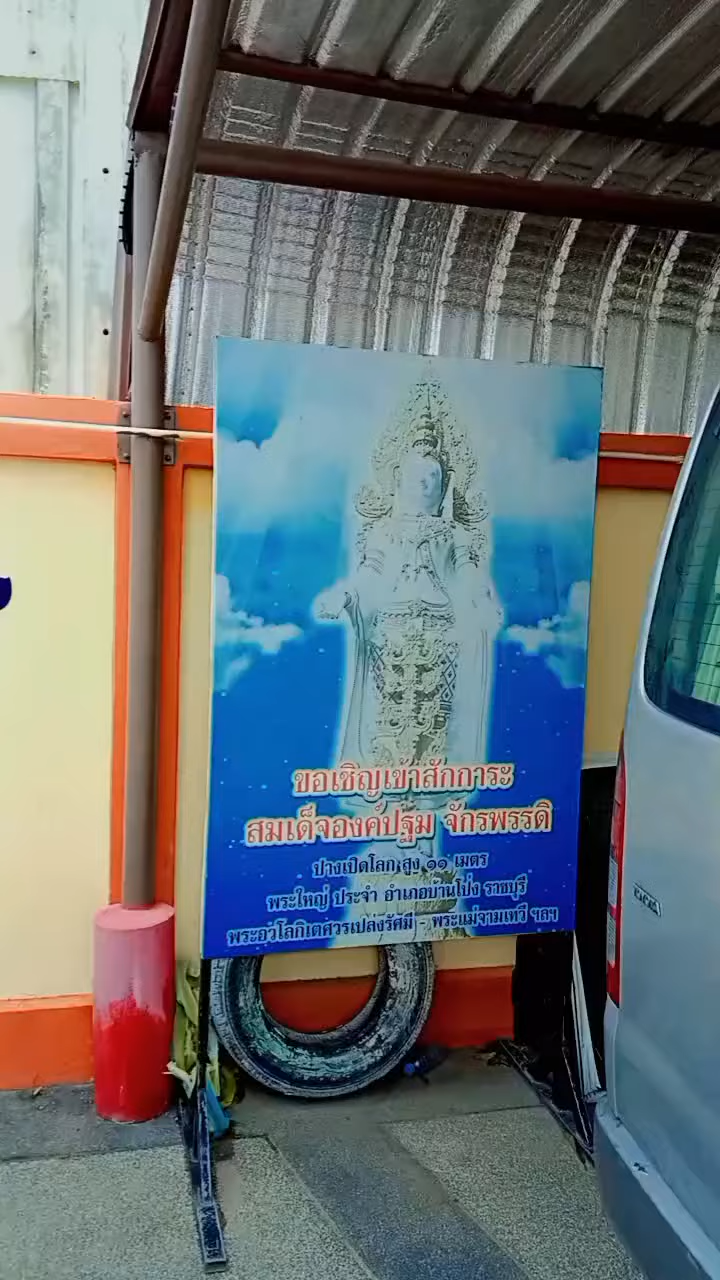 ขอเชิญเข้าสักการะ
สมเด็จองค์ปฐม จักรพรรดิ
ปางเปิดโลก สูง ๑๑ เมตร
พระใหญ่ ประจำ อำเภอบ้านโป่ง ราชบุรี
พระอวโลกิเตศวรเปล่งรัศมี - พระแม่จามเทวี ฯลฯ